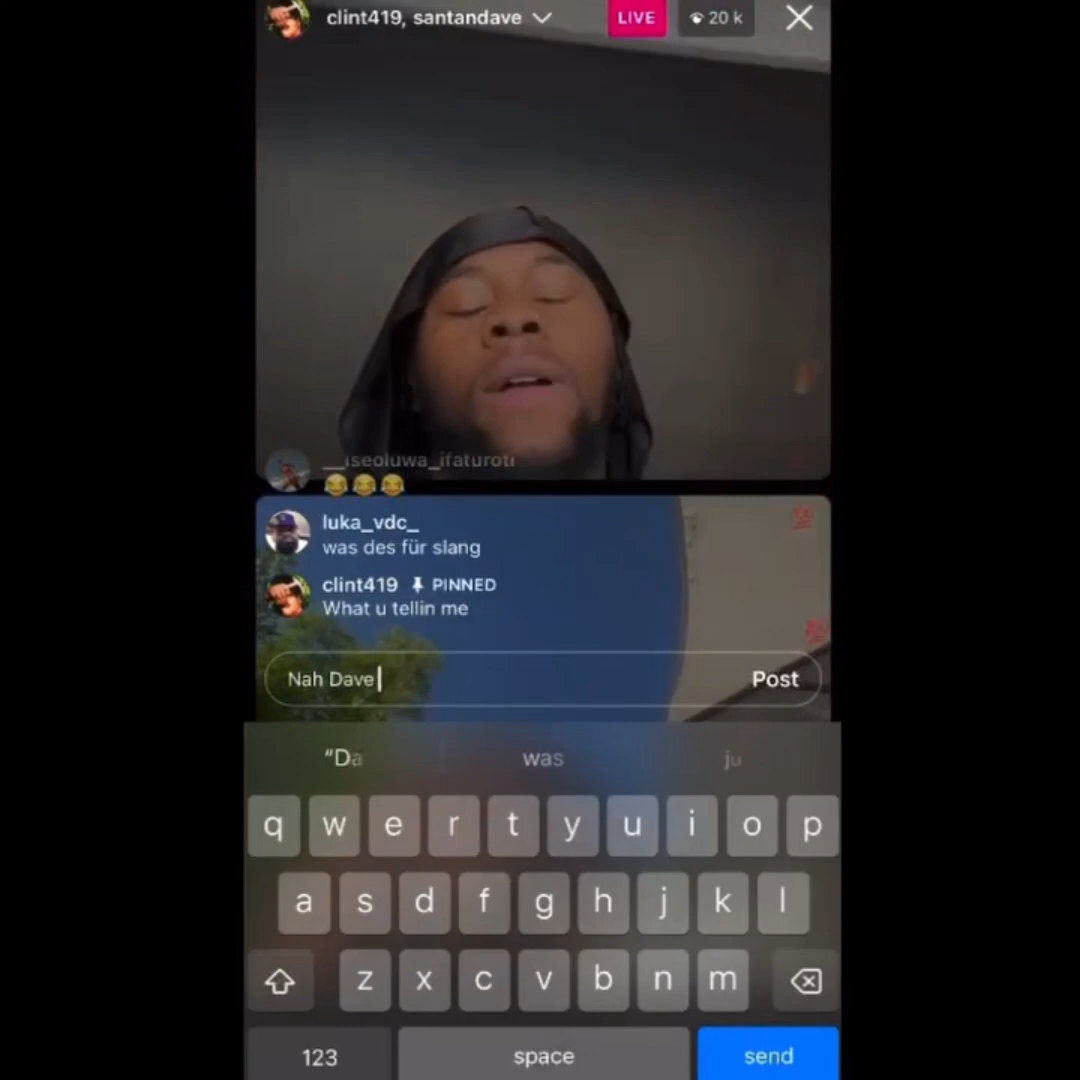 clint419, santandave
LIVE
20 k
__iseoluwa_ifaturoti
😂😂😂
luka_vdc_
was des für slang
clint419 PINNED
What u tellin me
Nah Dave
Post
“Da
was
ju
q w e r t y u i o p
a s d f g h j k l
z x c v b n m
123
space
send